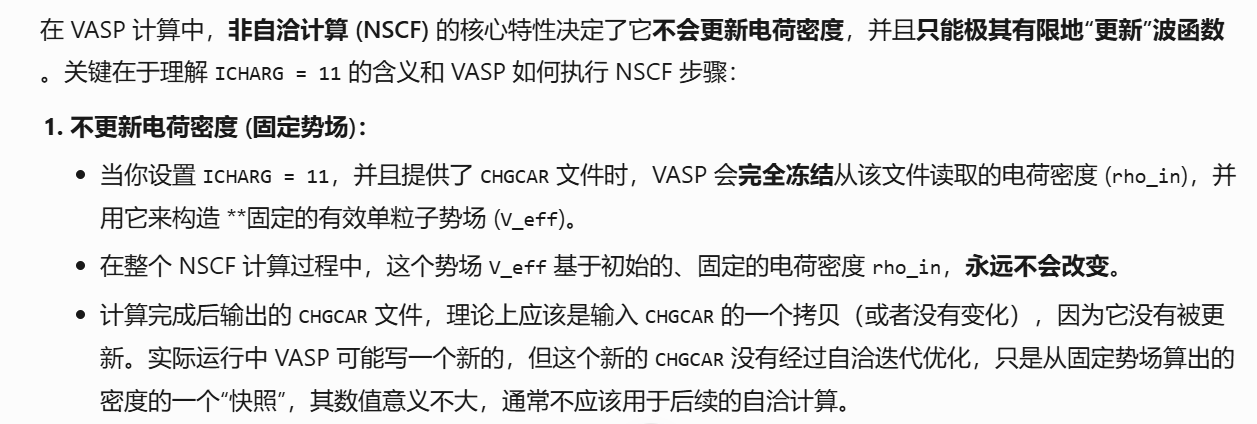 在 VASP 计算中，非自洽计算 (NSCF) 的核心特性决定了它不会更新电荷密度，并且只能极其有限地“更新”波函数
。关键在于理解 ICHARG = 11 的含义和 VASP 如何执行 NSCF 步骤：
1. 不更新电荷密度 (固定势场)：
• 当你设置 ICHARG = 11，并且提供了 CHGCAR 文件时，VASP 会完全冻结从该文件读取的电荷密度 (rho_in)，并
用它来构造 **固定的有效单粒子势场 (V_eff)。
• 在整个 NSCF 计算过程中，这个势场 V_eff 基于初始的、固定的电荷密度 rho_in，永远不会改变。
• 计算完成后输出的 CHGCAR 文件，理论上应该是输入 CHGCAR 的一个拷贝（或者没有变化），因为它没有被更
新。实际运行中 VASP 可能写一个新的，但这个新的 CHGCAR 没有经过自洽迭代优化，只是从固定势场算出的
密度的一个“快照”，其数值意义不大，通常不应该用于后续的自洽计算。